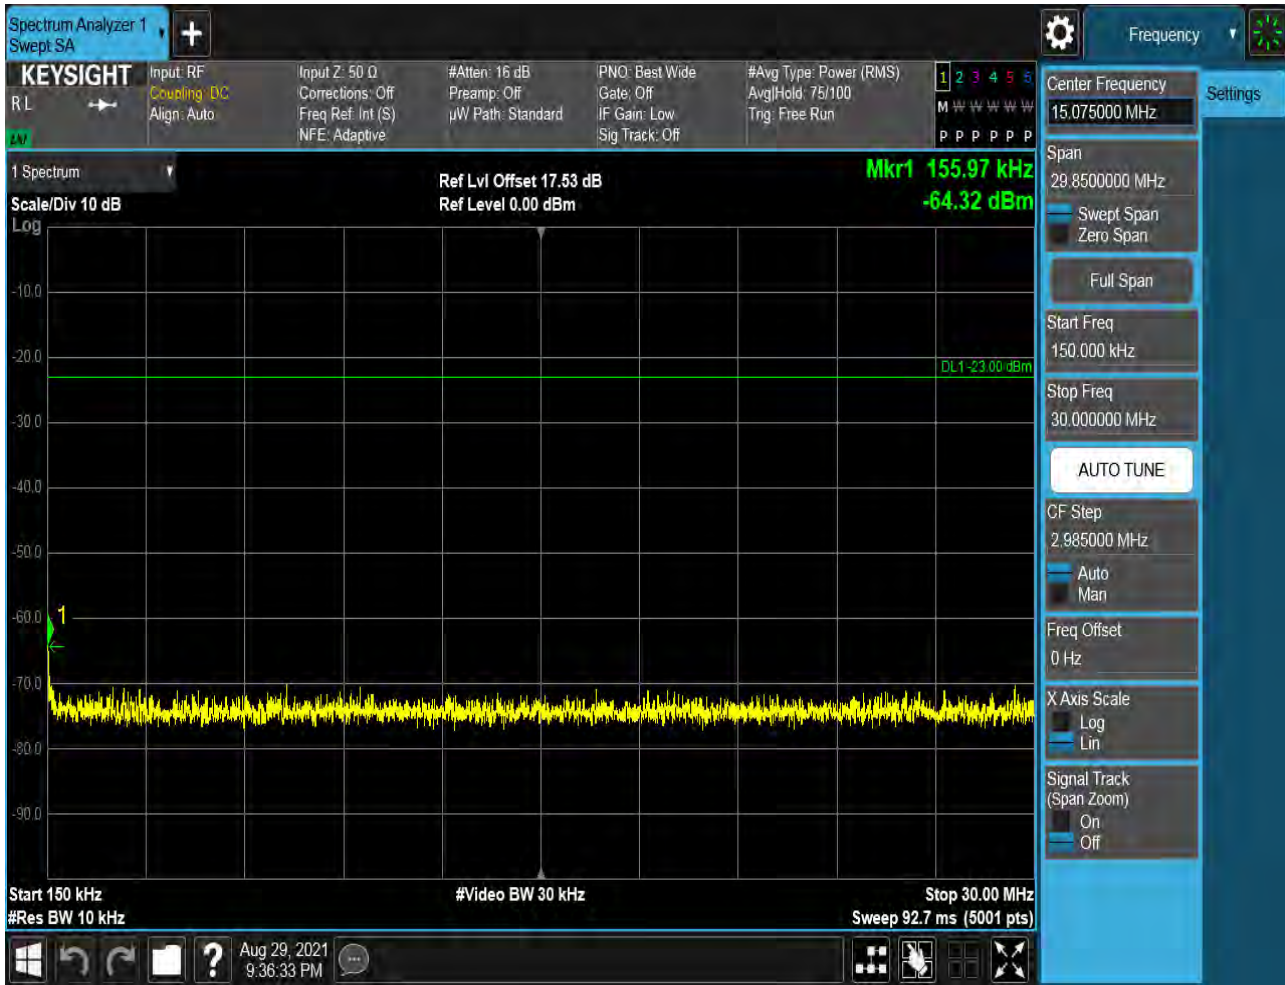 Spectrum Analyzer 1
Swept SA
Frequency
KEYSIGHT
R L
LNI
Input: RF
Coupling: DC
Align: Auto
Input Z: 50 Ω
Corrections: Off
Freq Ref: Int (S)
NFE: Adaptive
#Atten: 16 dB
Preamp: Off
µW Path: Standard
PNO: Best Wide
Gate: Off
IF Gain: Low
Sig Track: Off
#Avg Type: Power (RMS)
Avg|Hold: 75/100
Trig: Free Run
1 2 3 4 5 6
M W W W W W
P P P P P P
1 Spectrum
Scale/Div 10 dB
Log
Ref Lvl Offset 17.53 dB
Ref Level 0.00 dBm
Mkr1 155.97 kHz
-64.32 dBm
-10.0
-20.0
DL1 -23.00 dBm
-30.0
-40.0
-50.0
-60.0
1
-70.0
-80.0
-90.0
Start 150 kHz
#Res BW 10 kHz
#Video BW 30 kHz
Stop 30.00 MHz
Sweep 92.7 ms (5001 pts)
Aug 29, 2021
9:36:33 PM
Center Frequency
15.075000 MHz
Span
29.8500000 MHz
Swept Span
Zero Span
Full Span
Start Freq
150.000 kHz
Stop Freq
30.000000 MHz
AUTO TUNE
CF Step
2.985000 MHz
Auto
Man
Freq Offset
0 Hz
X Axis Scale
Log
Lin
Signal Track
(Span Zoom)
On
Off
Settings